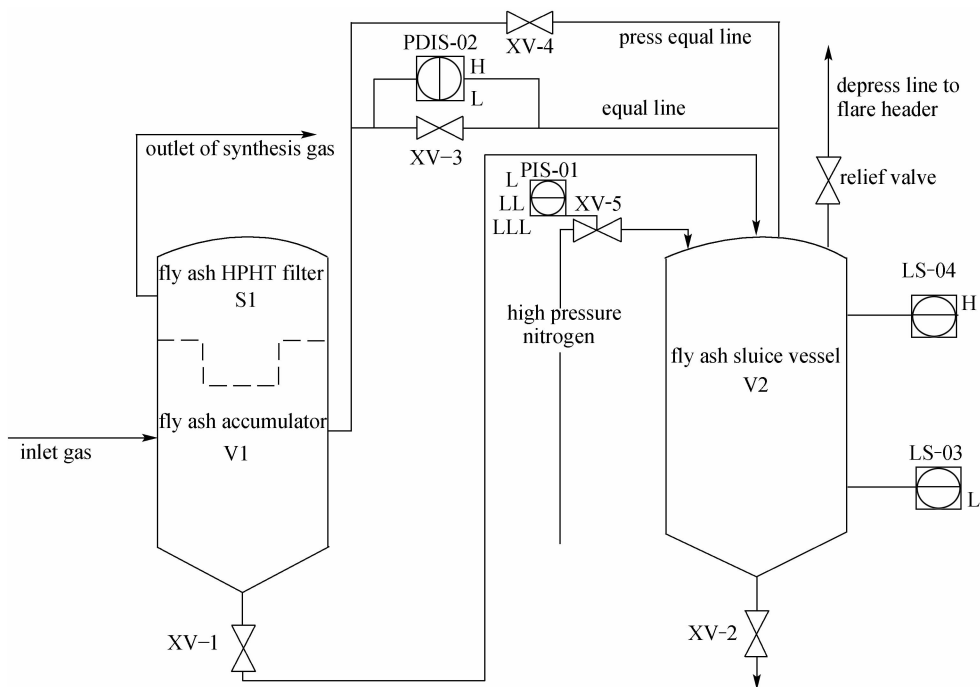 XV-4
press equal line
PDIS-02
H
L
equal line
XV-3
depress line to
flare header
relief valve
outlet of synthesis gas
PIS-01
L
LL
LLL
XV-5
fly ash HPHT filter
S1
high pressure
nitrogen
LS-04
H
fly ash sluice vessel
V2
fly ash accumulator
V1
inlet gas
LS-03
L
XV-1
XV-2